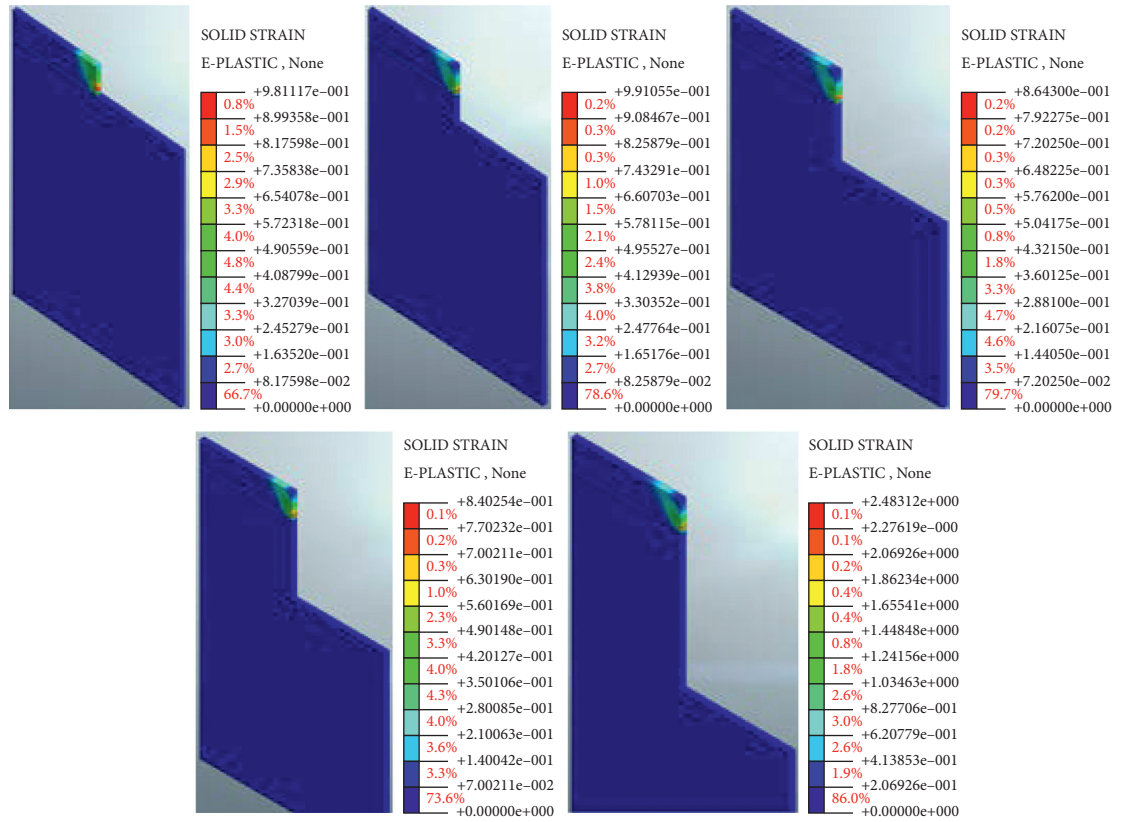 SOLID STRAIN
E-PLASTIC , None
+9.81117e–001
0.8%
+8.99358e–001
1.5%
+8.17598e–001
2.5%
+7.35838e–001
2.9%
+6.54078e–001
3.3%
+5.72318e–001
4.0%
+4.90559e–001
4.8%
+4.08799e–001
4.4%
+3.27039e–001
3.3%
+2.45279e–001
3.0%
+1.63520e–001
2.7%
+8.17598e–002
66.7%
+0.00000e+000
SOLID STRAIN
E-PLASTIC , None
+9.91055e–001
0.2%
+9.08467e–001
0.3%
+8.25879e–001
0.3%
+7.43291e–001
1.0%
+6.60703e–001
1.5%
+5.78115e–001
2.1%
+4.95527e–001
2.4%
+4.12939e–001
3.8%
+3.30352e–001
4.0%
+2.47764e–001
3.2%
+1.65176e–001
2.7%
+8.25879e–002
78.6%
+0.00000e+000
SOLID STRAIN
E-PLASTIC , None
+8.64300e–001
0.2%
+7.92275e–001
0.2%
+7.20250e–001
0.3%
+6.48225e–001
0.3%
+5.76200e–001
0.5%
+5.04175e–001
0.8%
+4.32150e–001
1.8%
+3.60125e–001
3.3%
+2.88100e–001
4.7%
+2.16075e–001
4.6%
+1.44050e–001
3.5%
+7.20250e–002
79.7%
+0.00000e+000
SOLID STRAIN
E-PLASTIC , None
+8.40254e–001
0.1%
+7.70232e–001
0.2%
+7.00211e–001
0.3%
+6.30190e–001
1.0%
+5.60169e–001
2.3%
+4.90148e–001
3.3%
+4.20127e–001
4.0%
+3.50106e–001
4.3%
+2.80085e–001
4.0%
+2.10063e–001
3.6%
+1.40042e–001
3.3%
+7.00211e–002
73.6%
+0.00000e+000
SOLID STRAIN
E-PLASTIC , None
+2.48312e+000
0.1%
+2.27619e+000
0.1%
+2.06926e+000
0.2%
+1.86234e+000
0.4%
+1.65541e+000
0.4%
+1.44848e+000
0.8%
+1.24156e+000
1.8%
+1.03463e+000
2.6%
+8.27706e–001
3.0%
+6.20779e–001
2.6%
+4.13853e–001
1.9%
+2.06926e–001
86.0%
+0.00000e+000